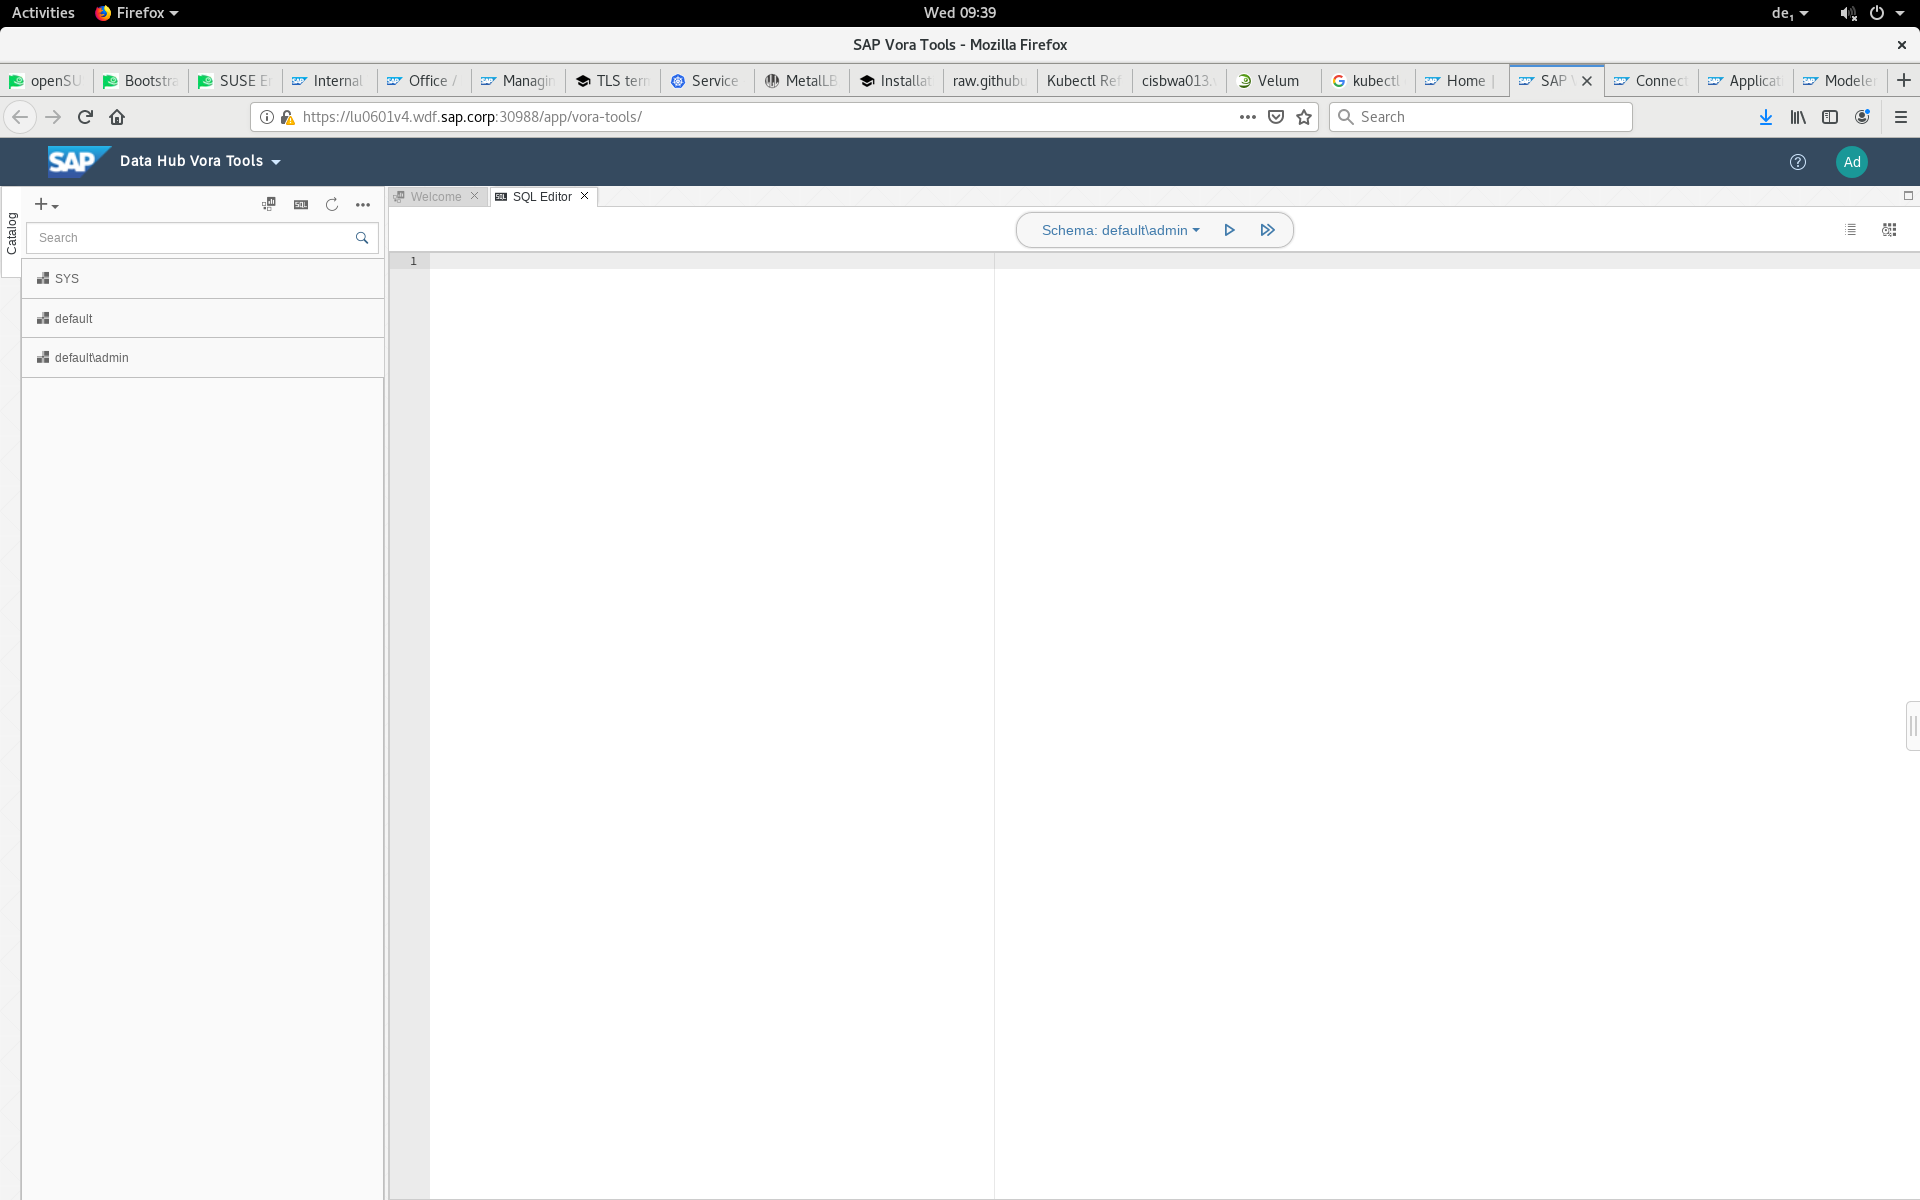 Activities Firefox Wed 09:39 de1
SAP Vora Tools - Mozilla Firefox
openSU Bootstra SUSE E Internal Office / Managin TLS term Service MetalLB Installat raw.githubu Kubectl Ref cisbwa013. Velum kubectl Home | SAP V Connect Applicat Modeler
https://lu0601v4.wdf.sap.corp:30988/app/vora-tools/ Search
SAP Data Hub Vora Tools Ad
Catalog
Welcome SQL Editor
SQL
Search
Schema: default\admin
1
SYS
default
default\admin